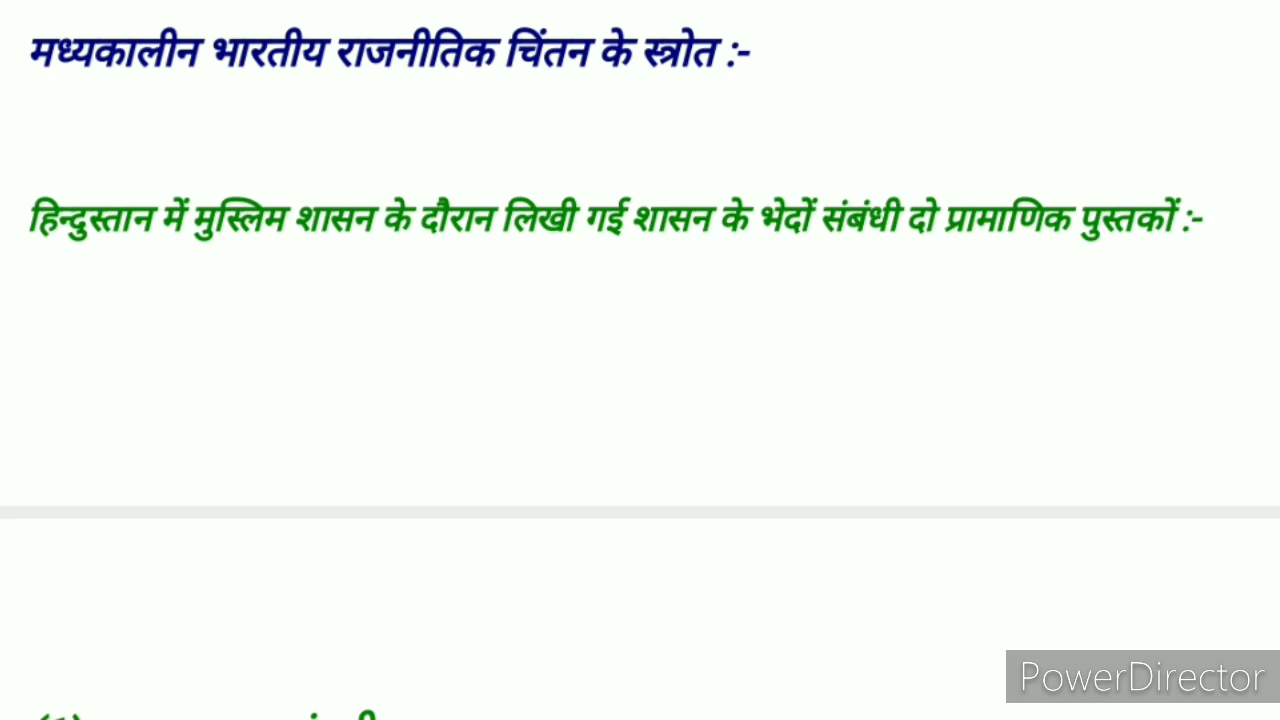 मध्यकालीन भारतीय राजनीतिक चिंतन के स्त्रोत :-
हिन्दुस्तान में मुस्लिम शासन के दौरान लिखी गई शासन के भेदों संबंधी दो प्रामाणिक पुस्तकों :-
PowerDirector